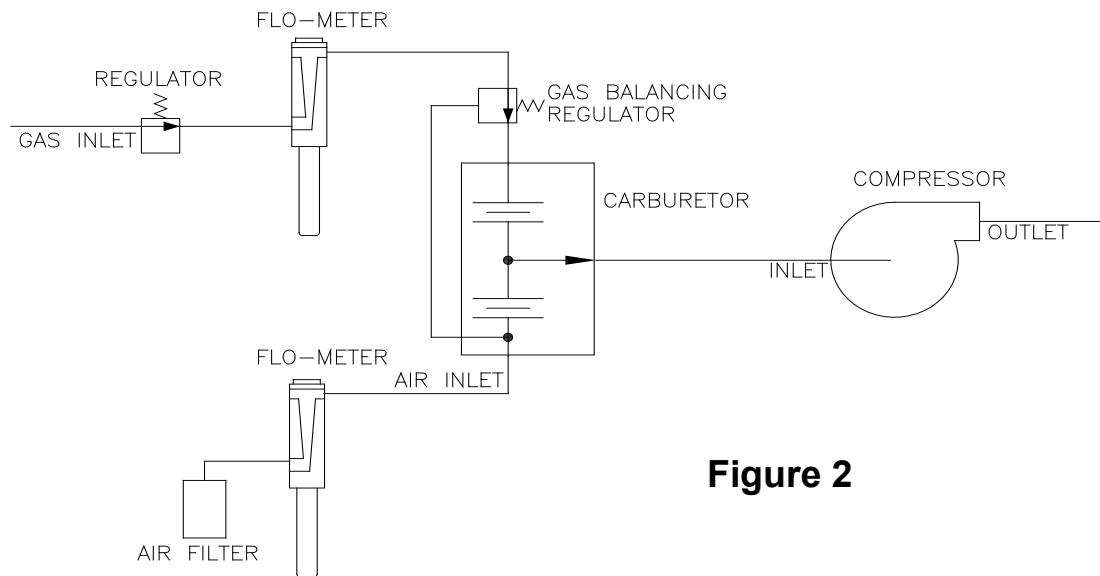 FLO-METER
REGULATOR
GAS INLET
GAS BALANCING
REGULATOR
CARBURETOR
COMPRESSOR
OUTLET
INLET
FLO-METER
AIR INLET
AIR FILTER
Figure 2